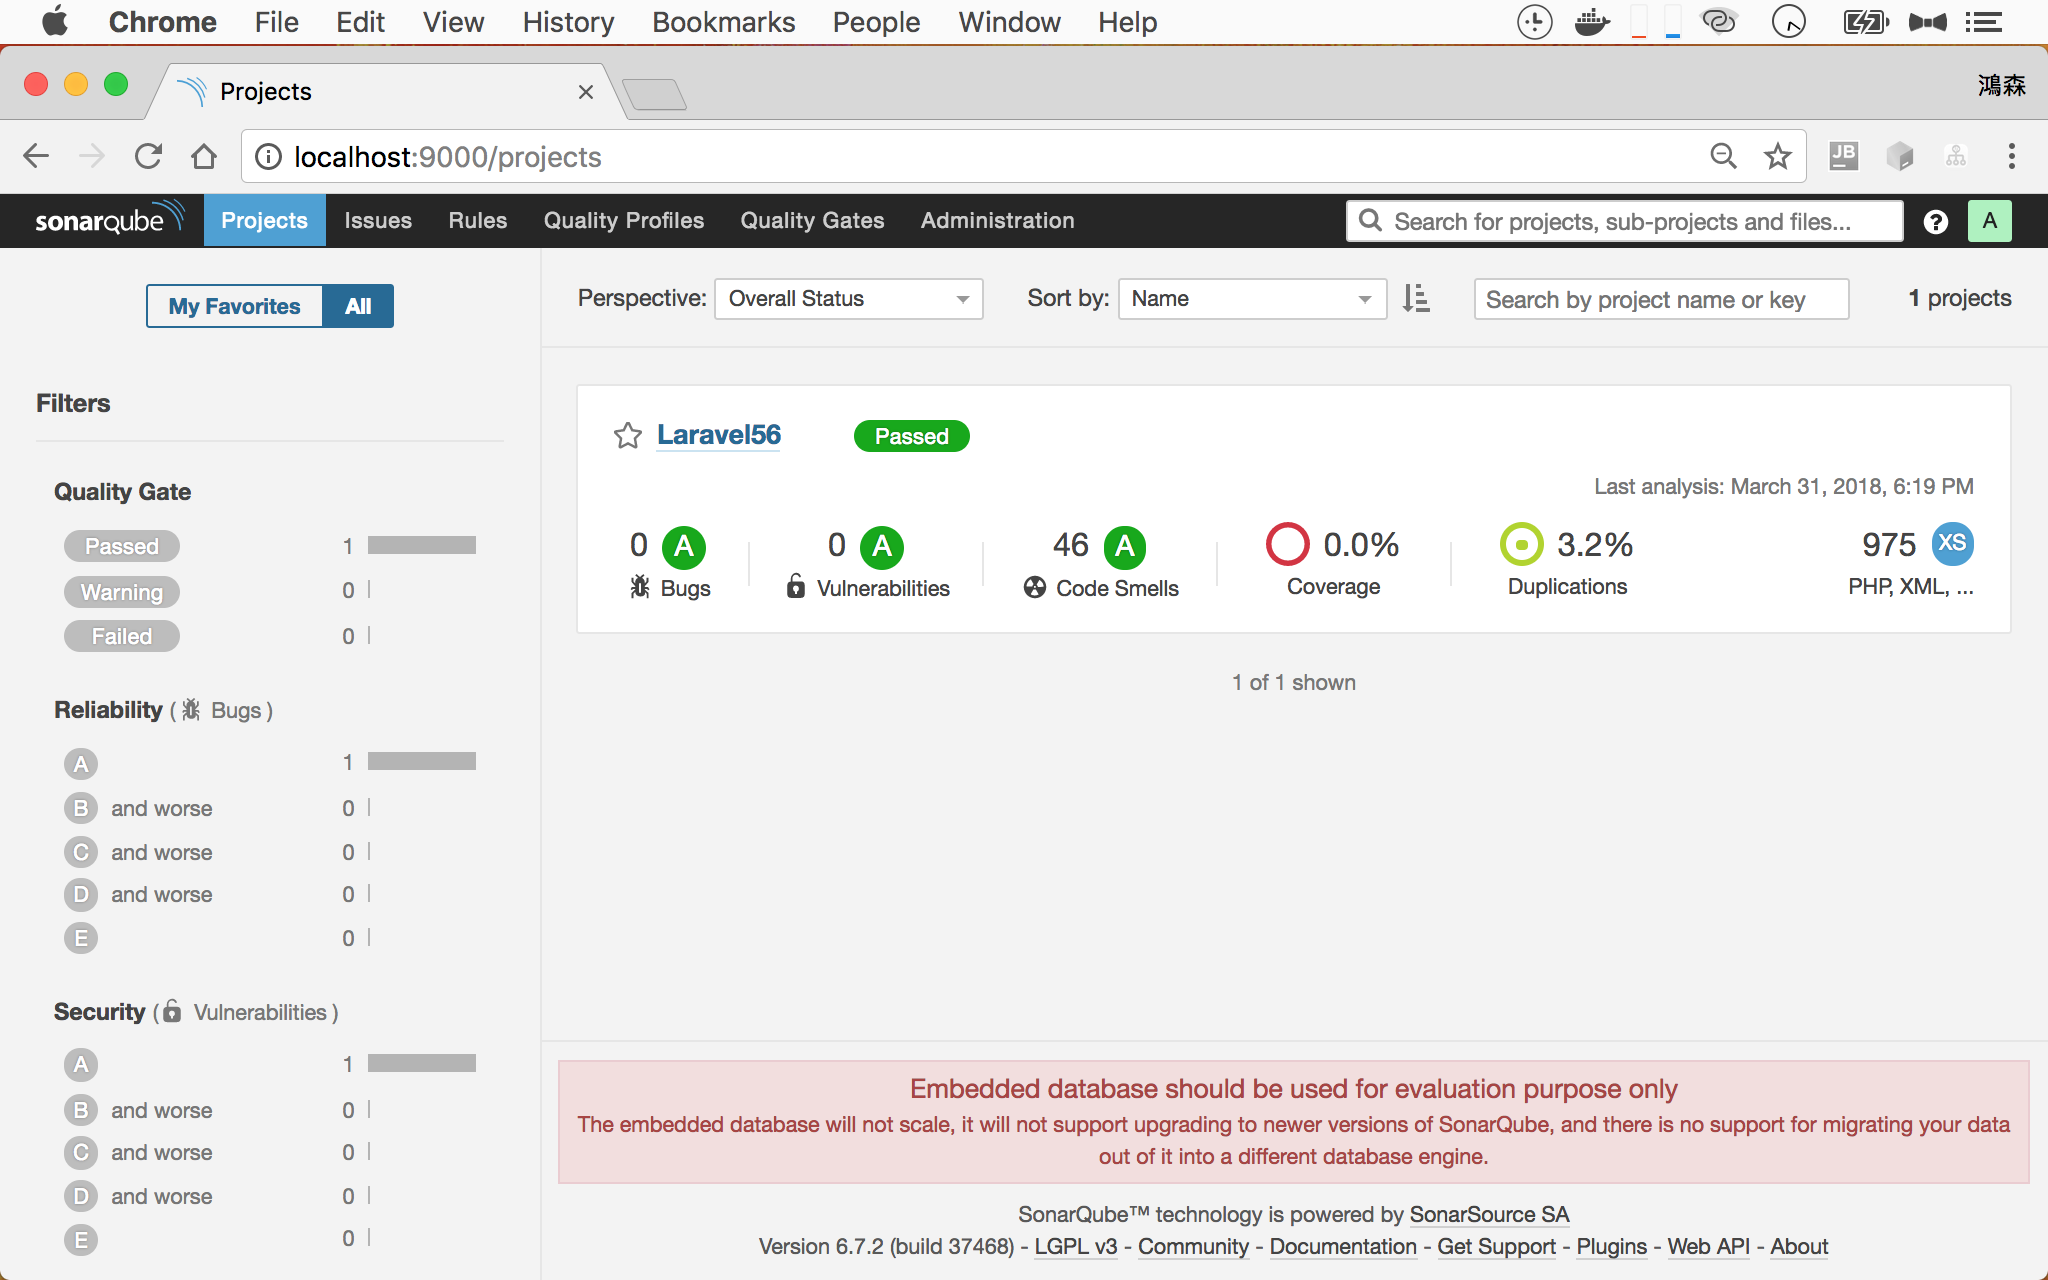 Chrome File Edit View History Bookmarks People Window Help
Projects
鴻森
localhost:9000/projects
JB
sonarqube Projects Issues Rules Quality Profiles Quality Gates Administration Search for projects, sub-projects and files... ? A
My Favorites All
Perspective: Overall Status Sort by: Name Search by project name or key 1 projects
Filters
Laravel56 Passed
Last analysis: March 31, 2018, 6:19 PM
0 A Bugs
0 A Vulnerabilities
46 A Code Smells
0.0% Coverage
3.2% Duplications
975 XS PHP, XML, ...
1 of 1 shown
Quality Gate
Passed 1
Warning 0
Failed 0
Reliability ( Bugs )
A 1
B and worse 0
C and worse 0
D and worse 0
E 0
Security ( Vulnerabilities )
A 1
B and worse 0
C and worse 0
D and worse 0
E 0
Embedded database should be used for evaluation purpose only
The embedded database will not scale, it will not support upgrading to newer versions of SonarQube, and there is no support for migrating your data
out of it into a different database engine.
SonarQube™ technology is powered by SonarSource SA
Version 6.7.2 (build 37468) - LGPL v3 - Community - Documentation - Get Support - Plugins - Web API - About